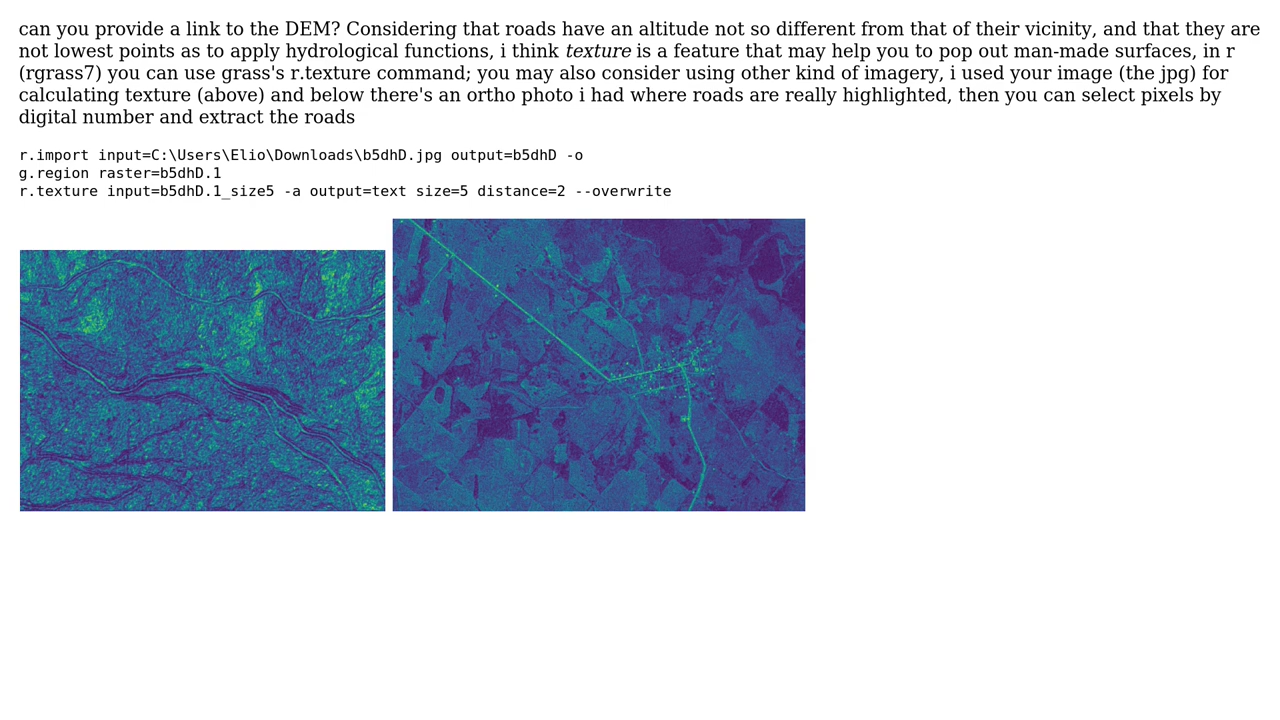 can you provide a link to the DEM? Considering that roads have an altitude not so different from that of their vicinity, and that they are
not lowest points as to apply hydrological functions, i think texture is a feature that may help you to pop out man-made surfaces, in r
(rgrass7) you can use grass's r.texture command; you may also consider using other kind of imagery, i used your image (the jpg) for
calculating texture (above) and below there's an ortho photo i had where roads are really highlighted, then you can select pixels by
digital number and extract the roads
r.import input=C:\Users\Elio\Downloads\b5dhD.jpg output=b5dhD -o
g.region raster=b5dhD.1
r.texture input=b5dhD.1_size5 -a output=text size=5 distance=2 --overwrite